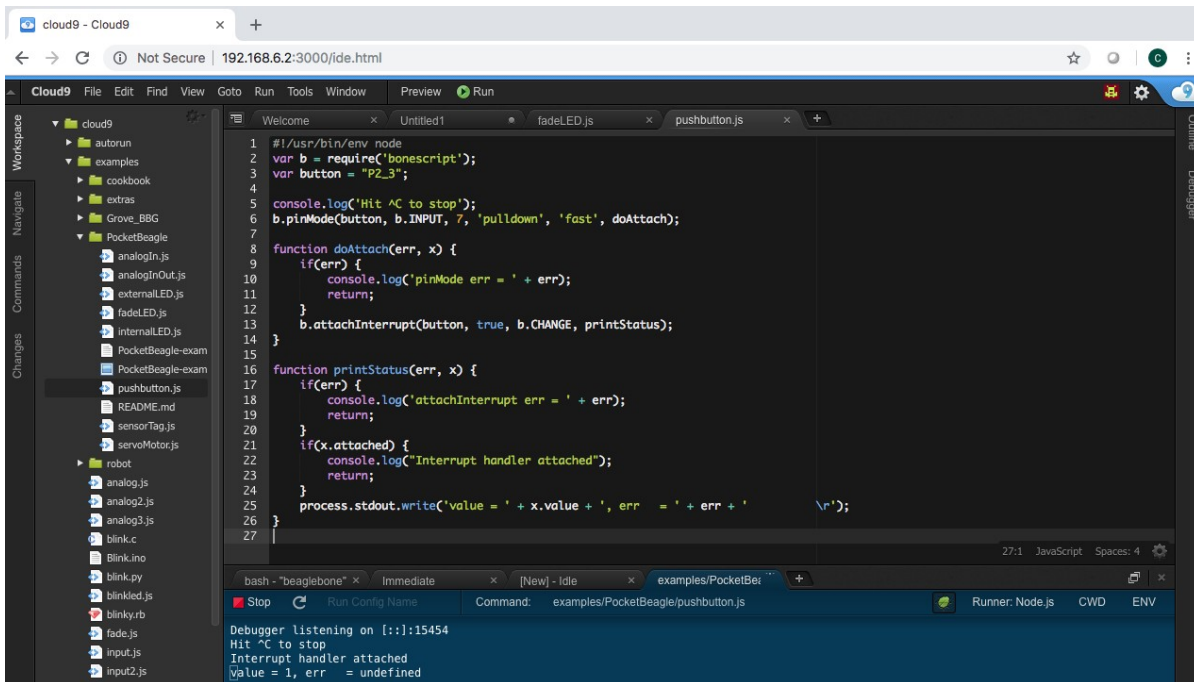 cloud9 - Cloud9 × +
Not Secure 192.168.6.2:3000/ide.html C
Cloud9 File Edit Find View Goto Run Tools Window Preview Run
Workspace
Navigate
Commands
Changes
cloud9
autorun
examples
cookbook
extras
Grove_BBG
PocketBeagle
analogIn.js
analogInOut.js
externalLED.js
fadeLED.js
internalLED.js
PocketBeagle-exam
PocketBeagle-exam
pushbutton.js
README.md
sensorTag.js
servoMotor.js
robot
analog.js
analog2.js
analog3.js
blink.c
Blink.ino
blink.py
blinkled.js
blinky.rb
fade.js
input.js
input2.js
Welcome × Untitled1 fadeLED.js × pushbutton.js × +
1 #!/usr/bin/env node
2 var b = require('bonescript');
3 var button = "P2_3";
4
5 console.log('Hit ^C to stop');
6 b.pinMode(button, b.INPUT, 7, 'pulldown', 'fast', doAttach);
7
8 function doAttach(err, x) {
9     if(err) {
10         console.log('pinMode err = ' + err);
11         return;
12     }
13     b.attachInterrupt(button, true, b.CHANGE, printStatus);
14 }
15
16 function printStatus(err, x) {
17     if(err) {
18         console.log('attachInterrupt err = ' + err);
19         return;
20     }
21     if(x.attached) {
22         console.log("Interrupt handler attached");
23         return;
24     }
25     process.stdout.write('value = ' + x.value + ', err   = ' + err + '          \r');
26 }
27
27:1 JavaScript Spaces: 4
Outline
Debugger
bash - "beaglebone" × Immediate × [New] - Idle × examples/PocketBea +
Stop Run Config Name Command: examples/PocketBeagle/pushbutton.js Runner: Node.js CWD ENV
Debugger listening on [::]:15454
Hit ^C to stop
Interrupt handler attached
value = 1, err   = undefined